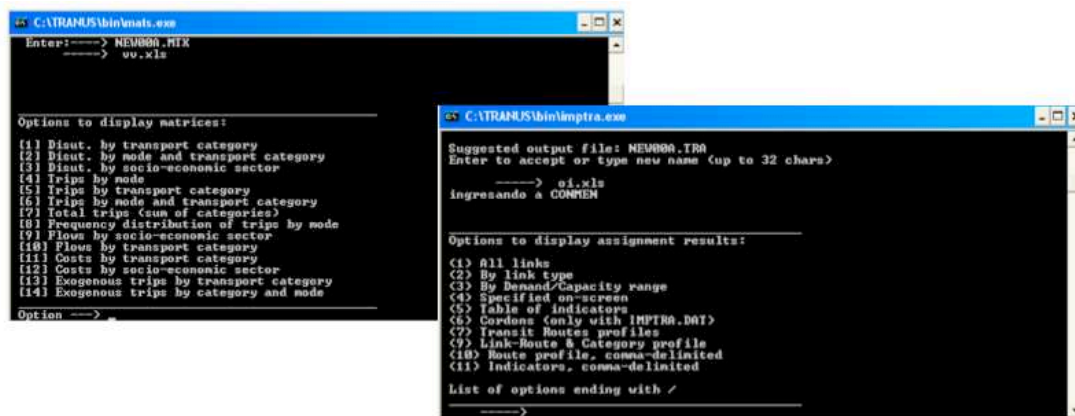 C:\TRANUS\bin\mats.exe
Enter:----> NEW00A.MTX
-----> vv.xls
Options to display matrices:
[1] Disut. by transport category
[2] Disut. by mode and transport category
[3] Disut. by socio-economic sector
[4] Trips by mode
[5] Trips by transport category
[6] Trips by mode and transport category
[7] Total trips (sum of categories)
[8] Frequency distribution of trips by mode
[9] Flows by socio-economic sector
[10] Flows by transport category
[11] Costs by transport category
[12] Costs by socio-economic sector
[13] Exogenous trips by transport category
[14] Exogenous trips by category and mode
Option ---> _
C:\TRANUS\bin\imptra.exe
Suggested output file: NEW00A.TRA
Enter to accept or type new name (up to 32 chars)
-----> oi.xls
ingresando a CONMEN
Options to display assignment results:
(1) All links
(2) By link type
(3) By Demand/Capacity range
(4) Specified on-screen
(5) Table of indicators
(6) Cordons (only with IMPTRA.DAT)
(7) Transit Routes profiles
(9) Link-Route & Category profile
(10) Route profile, comma-delimited
(11) Indicators, comma-delimited
List of options ending with /
----->